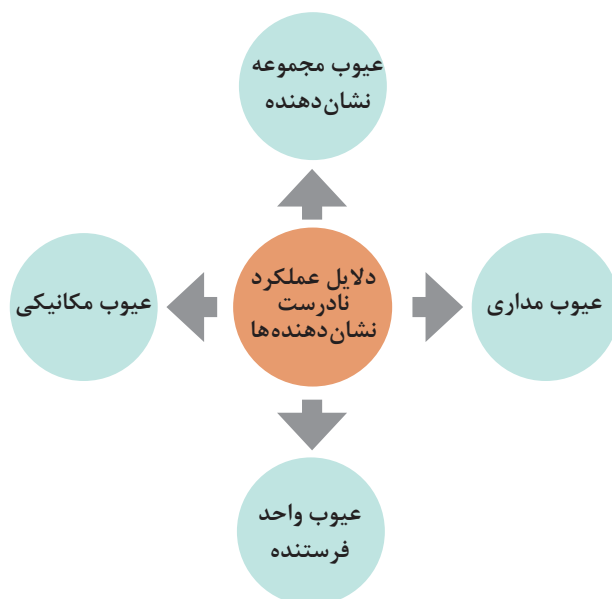 عیوب مجموعه
نشان‌دهنده
دلایل عملکرد
نادرست
نشان‌دهنده‌ها
عیوب مداری
عیوب مکانیکی
عیوب واحد
فرستنده